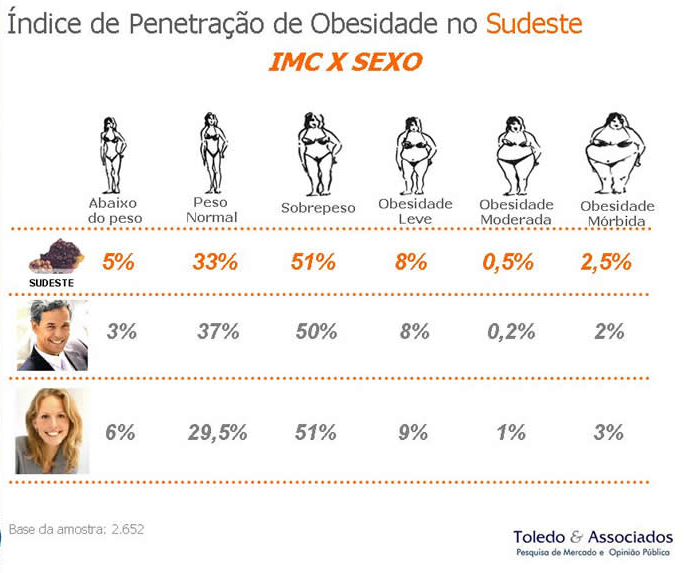 Índice de Penetração de Obesidade no Sudeste
IMC X SEXO
Abaixo do peso
Peso Normal
Sobrepeso
Obesidade Leve
Obesidade Moderada
Obesidade Mórbida
SUDESTE
5% 33% 51% 8% 0,5% 2,5%
3% 37% 50% 8% 0,2% 2%
6% 29,5% 51% 9% 1% 3%
Base da amostra: 2.652
Toledo & Associados
Pesquisa de Mercado e Opinião Pública